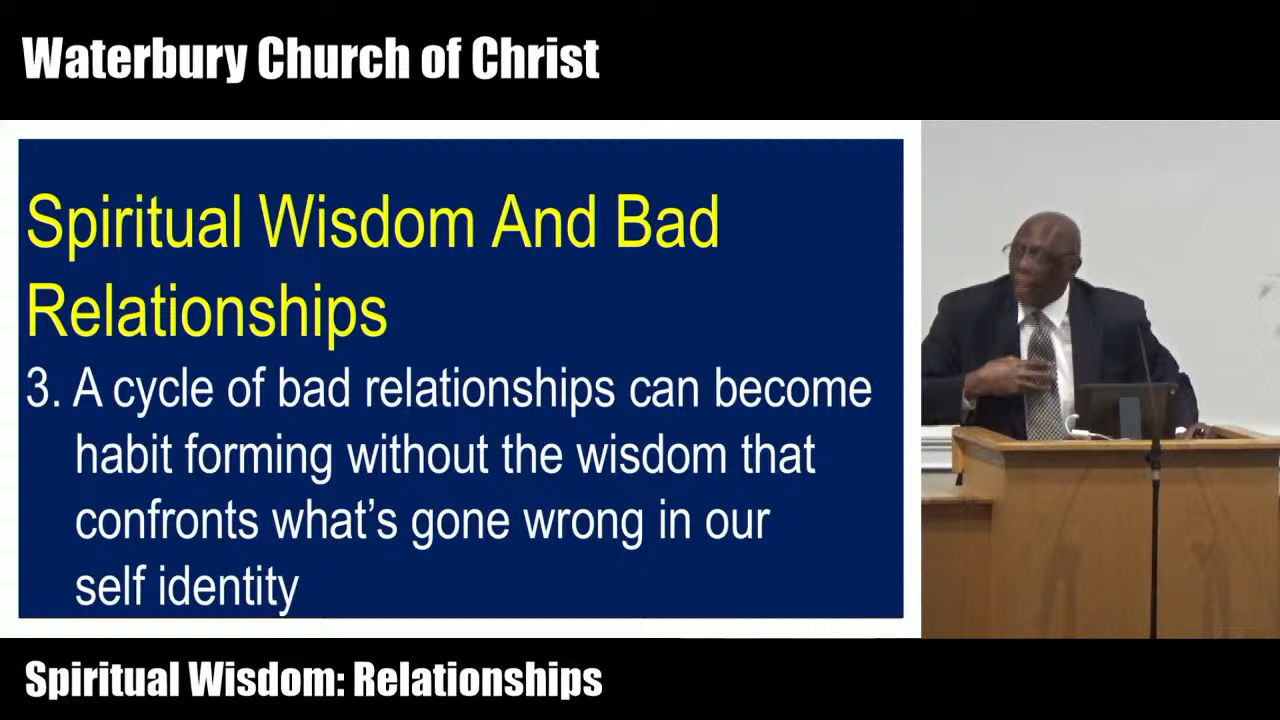 Waterbury Church of Christ
Spiritual Wisdom And Bad
Relationships
3. A cycle of bad relationships can become
habit forming without the wisdom that
confronts what’s gone wrong in our
self identity
Spiritual Wisdom: Relationships